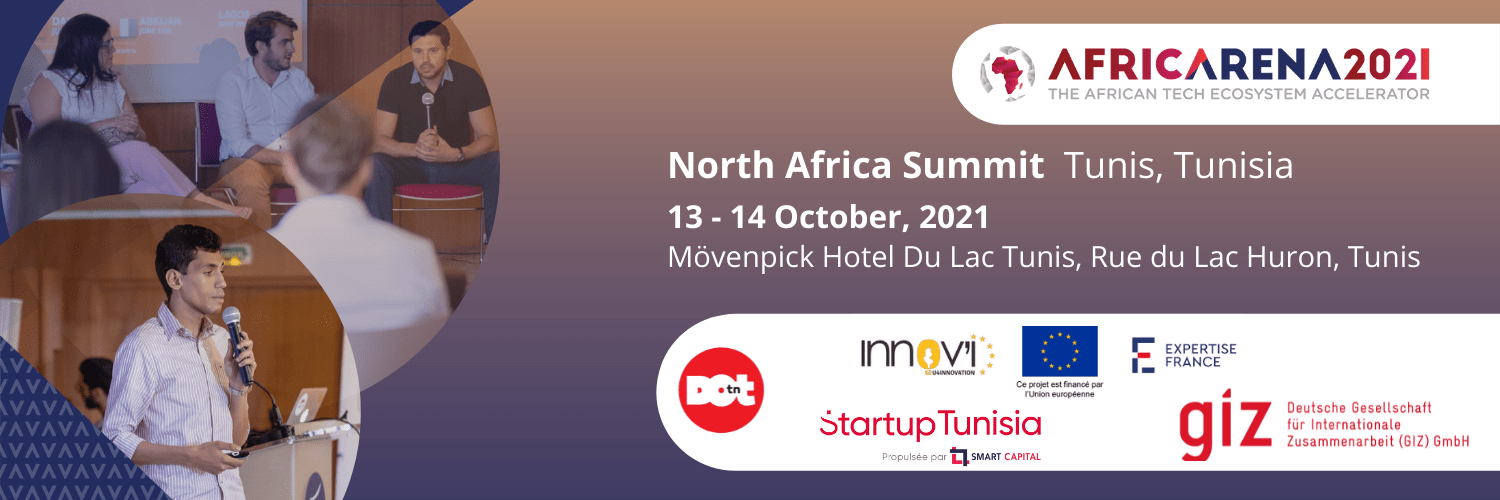 ABIDJAN
LAGOS
AFRICARENA2021
THE AFRICAN TECH ECOSYSTEM ACCELERATOR
North Africa Summit Tunis, Tunisia
13 - 14 October, 2021
Mövenpick Hotel Du Lac Tunis, Rue du Lac Huron, Tunis
DOt tn
innov'i
EU4INNOVATION
Ce projet est financé par
l'Union européenne
EXPERTISE
FRANCE
StartupTunisia
Propulsée par SMART CAPITAL
giz
Deutsche Gesellschaft
für Internationale
Zusammenarbeit (GIZ) GmbH